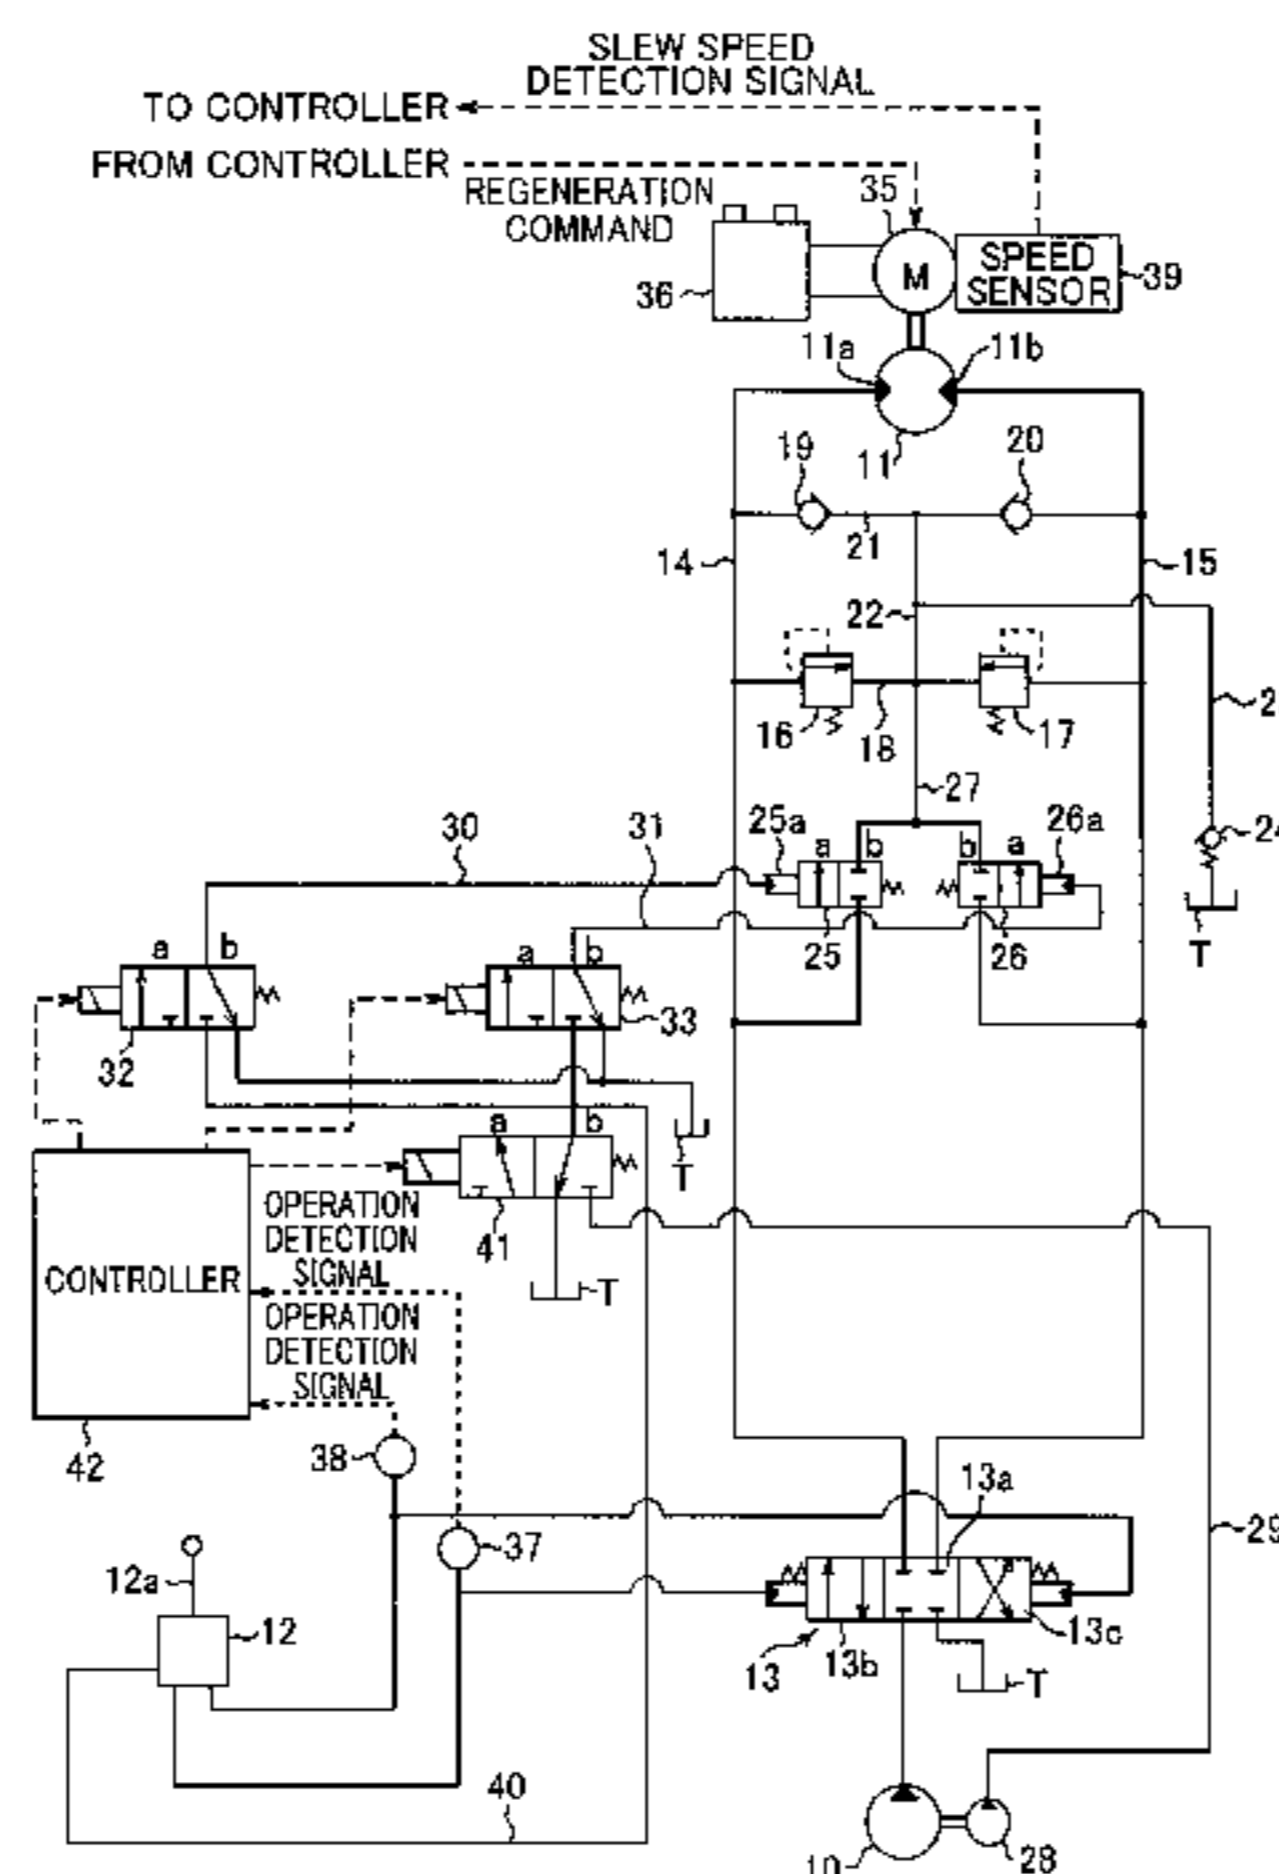 SLEW SPEED
DETECTION SIGNAL
TO CONTROLLER
FROM CONTROLLER
REGENERATION
COMMAND
35
M
SPEED
SENSOR
39
36
11a
11b
11
19
20
21
14
15
22
16
18
17
27
30
31
25a
26a
a
b
b
a
25
26
T
a
b
a
b
32
33
a
b
T
41
OPERATION
DETECTION
SIGNAL
CONTROLLER
T
OPERATION
DETECTION
SIGNAL
42
38
37
13a
29
12a
12
13
13b
13c
T
40
10
28